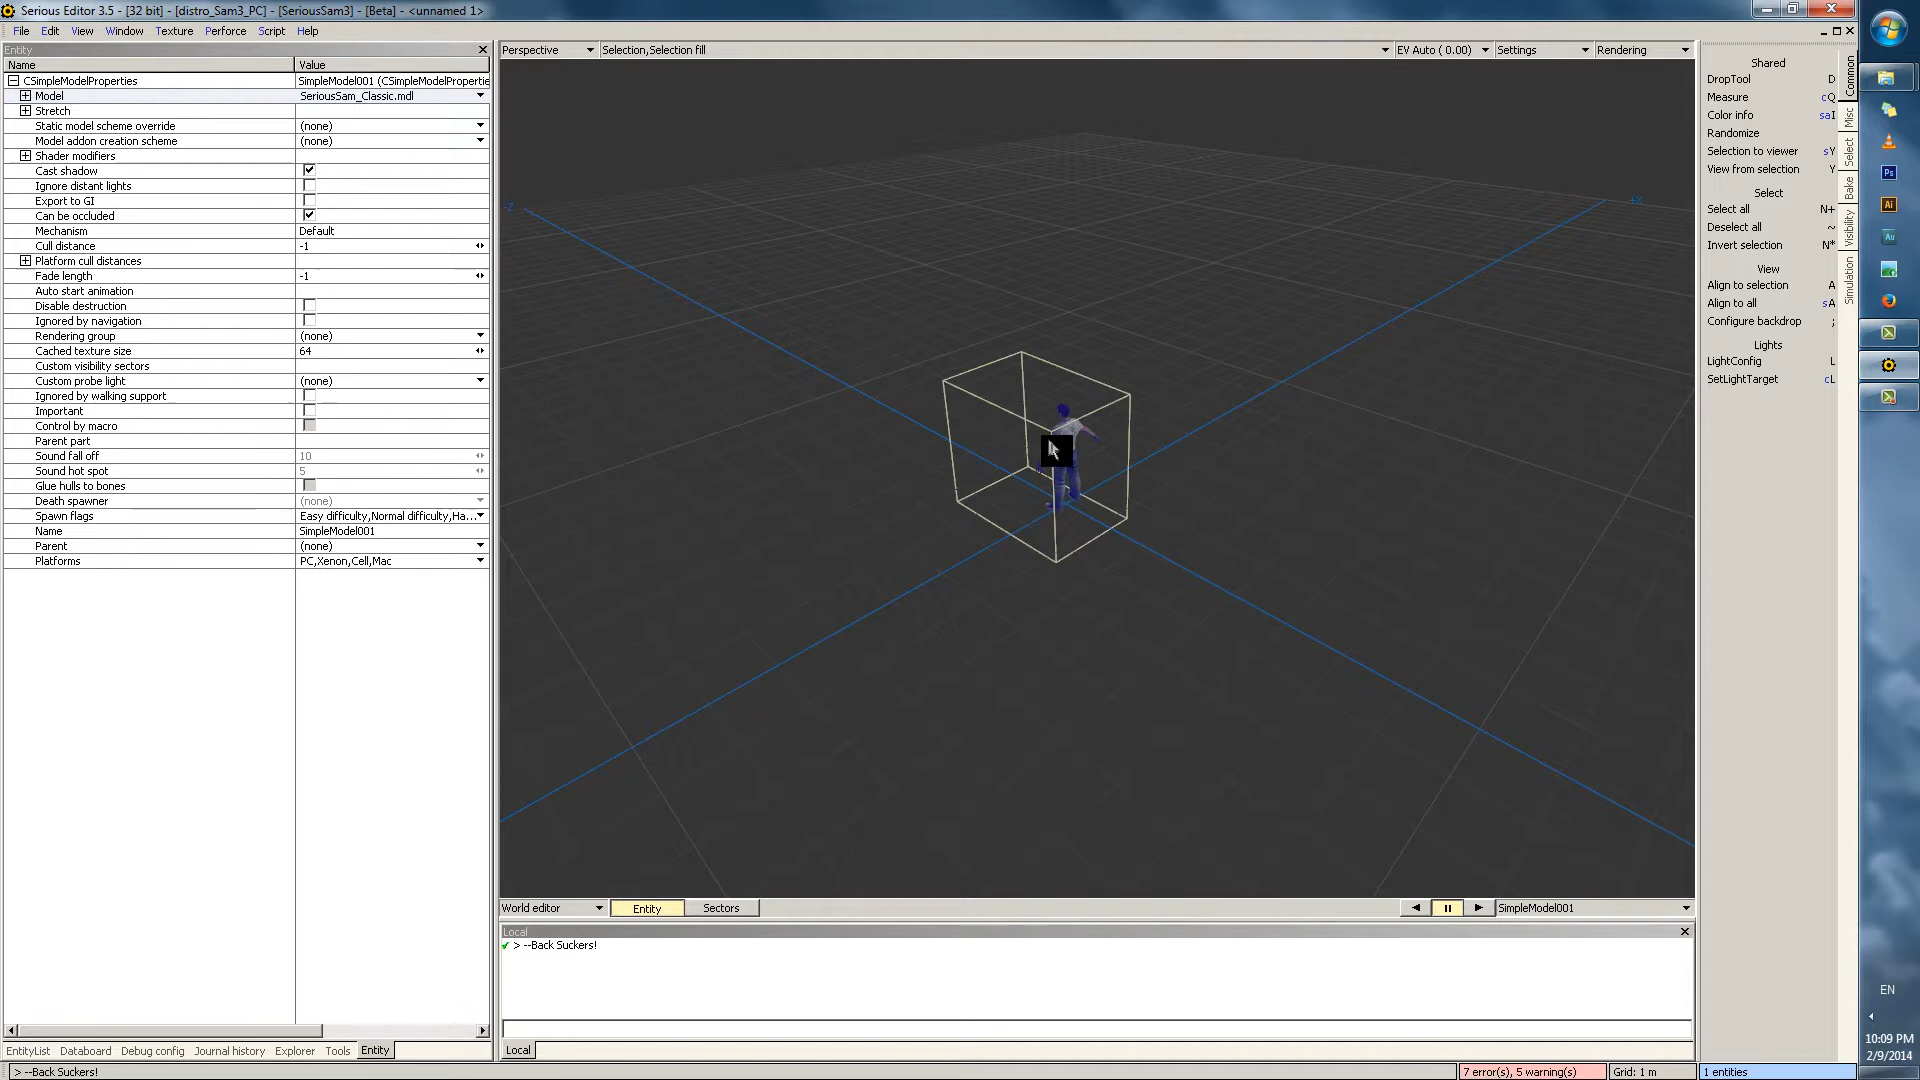 Serious Editor 3.5 - [32 bit] - [distro_Sam3_PC] - [SeriousSam3] - [Beta] - <unnamed 1>
File Edit View Window Texture Perforce Script Help
Entity
Name Value
CSimpleModelProperties SimpleModel001 (CSimpleModelPropertie
Model SeriousSam_Classic.mdl
Stretch
Static model scheme override (none)
Model addon creation scheme (none)
Shader modifiers
Cast shadow
Ignore distant lights
Export to GI
Can be occluded
Mechanism Default
Cull distance -1
Platform cull distances
Fade length -1
Auto start animation
Disable destruction
Ignored by navigation
Rendering group (none)
Cached texture size 64
Custom visibility sectors
Custom probe light (none)
Ignored by walking support
Important
Control by macro
Parent part
Sound fall off 10
Sound hot spot 5
Glue hulls to bones
Death spawner (none)
Spawn flags Easy difficulty,Normal difficulty,Ha...
Name SimpleModel001
Parent (none)
Platforms PC,Xenon,Cell,Mac
EntityList Databoard Debug config Journal history Explorer Tools Entity
Perspective Selection,Selection fill EV Auto ( 0.00) Settings Rendering
-Z +X
World editor Entity Sectors SimpleModel001
Local
> --Back Suckers!
Local
Shared
DropTool D
Measure cQ
Color info saI
Randomize
Selection to viewer sY
View from selection Y
Select
Select all N+
Deselect all ~
Invert selection N*
View
Align to selection A
Align to all sA
Configure backdrop ;
Lights
LightConfig L
SetLightTarget cL
Common
Misc
Select
Bake
Visibility
Simulation
Ps
Ai
Au
EN
10:09 PM
2/9/2014
> --Back Suckers! 7 error(s), 5 warning(s) Grid: 1 m 1 entities